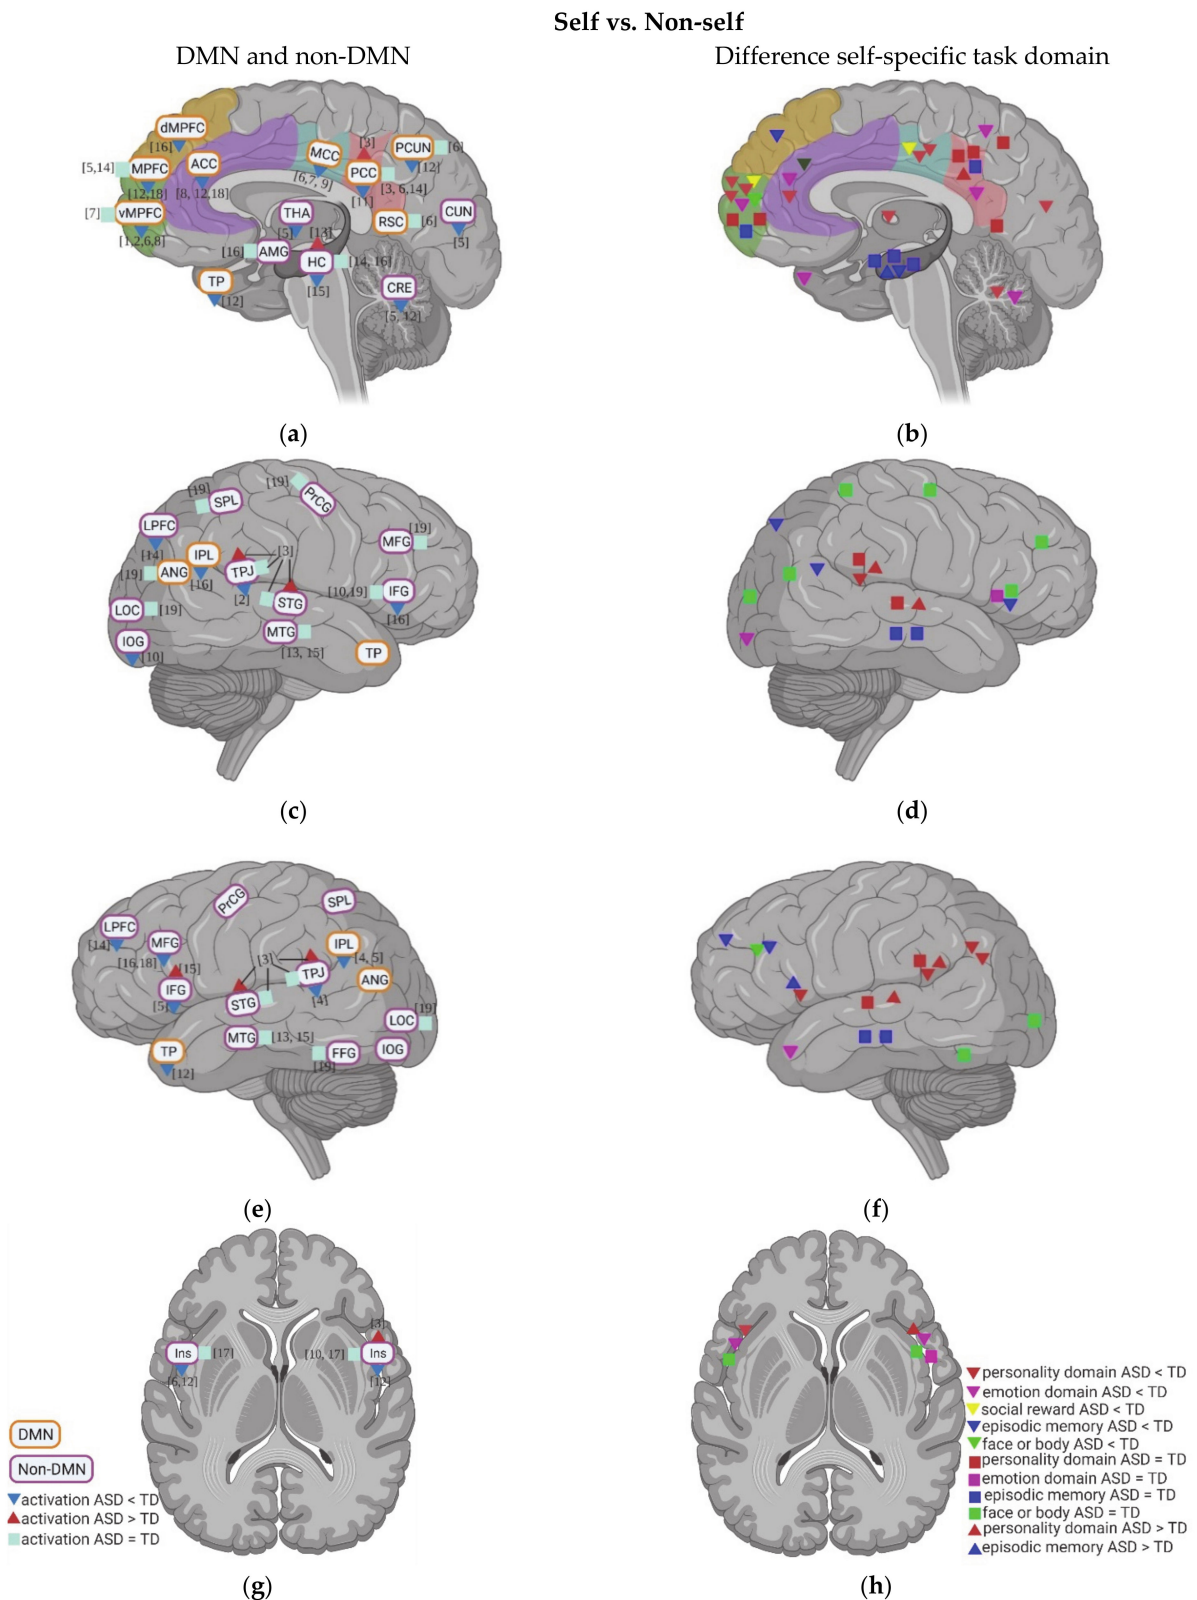 Self vs. Non-self
DMN and non-DMN
Difference self-specific task domain
dMPFC
[16]
[5,14]
MPFC
[12,18]
ACC
[8, 12,18]
MCC
[6,7, 9]
[3]
PCC
[3, 6,14]
[11]
PCUN
[6]
[12]
[7]
vMPFC
[1,2,6,8]
THA
[5]
[13]
RSC
[6]
CUN
[5]
[16]
AMG
HC
[14, 16]
[15]
TP
[12]
CRE
[5, 12]
(a)
(b)
[19]
SPL
[19]
PrCG
LPFC
[14]
MFG
[19]
[19]
ANG
IPL
[16]
TPJ
[2]
[3]
[10,19]
IFG
[16]
LOC
[19]
STG
IOG
[10]
MTG
[13, 15]
TP
(c)
(d)
PrCG
SPL
LPFC
[14]
MFG
[16,18]
[15]
IFG
[5]
[3]
IPL
[4, 5]
TPJ
[4]
ANG
STG
[19]
LOC
MTG
[13, 15]
FFG
[19]
IOG
TP
[12]
(e)
(f)
Ins
[17]
[6,12]
[3]
[10, 17]
Ins
[12]
DMN
Non-DMN
activation ASD < TD
activation ASD > TD
activation ASD = TD
personality domain ASD < TD
emotion domain ASD < TD
social reward ASD < TD
episodic memory ASD < TD
face or body ASD < TD
personality domain ASD = TD
emotion domain ASD = TD
episodic memory ASD = TD
face or body ASD = TD
personality domain ASD > TD
episodic memory ASD > TD
(g)
(h)